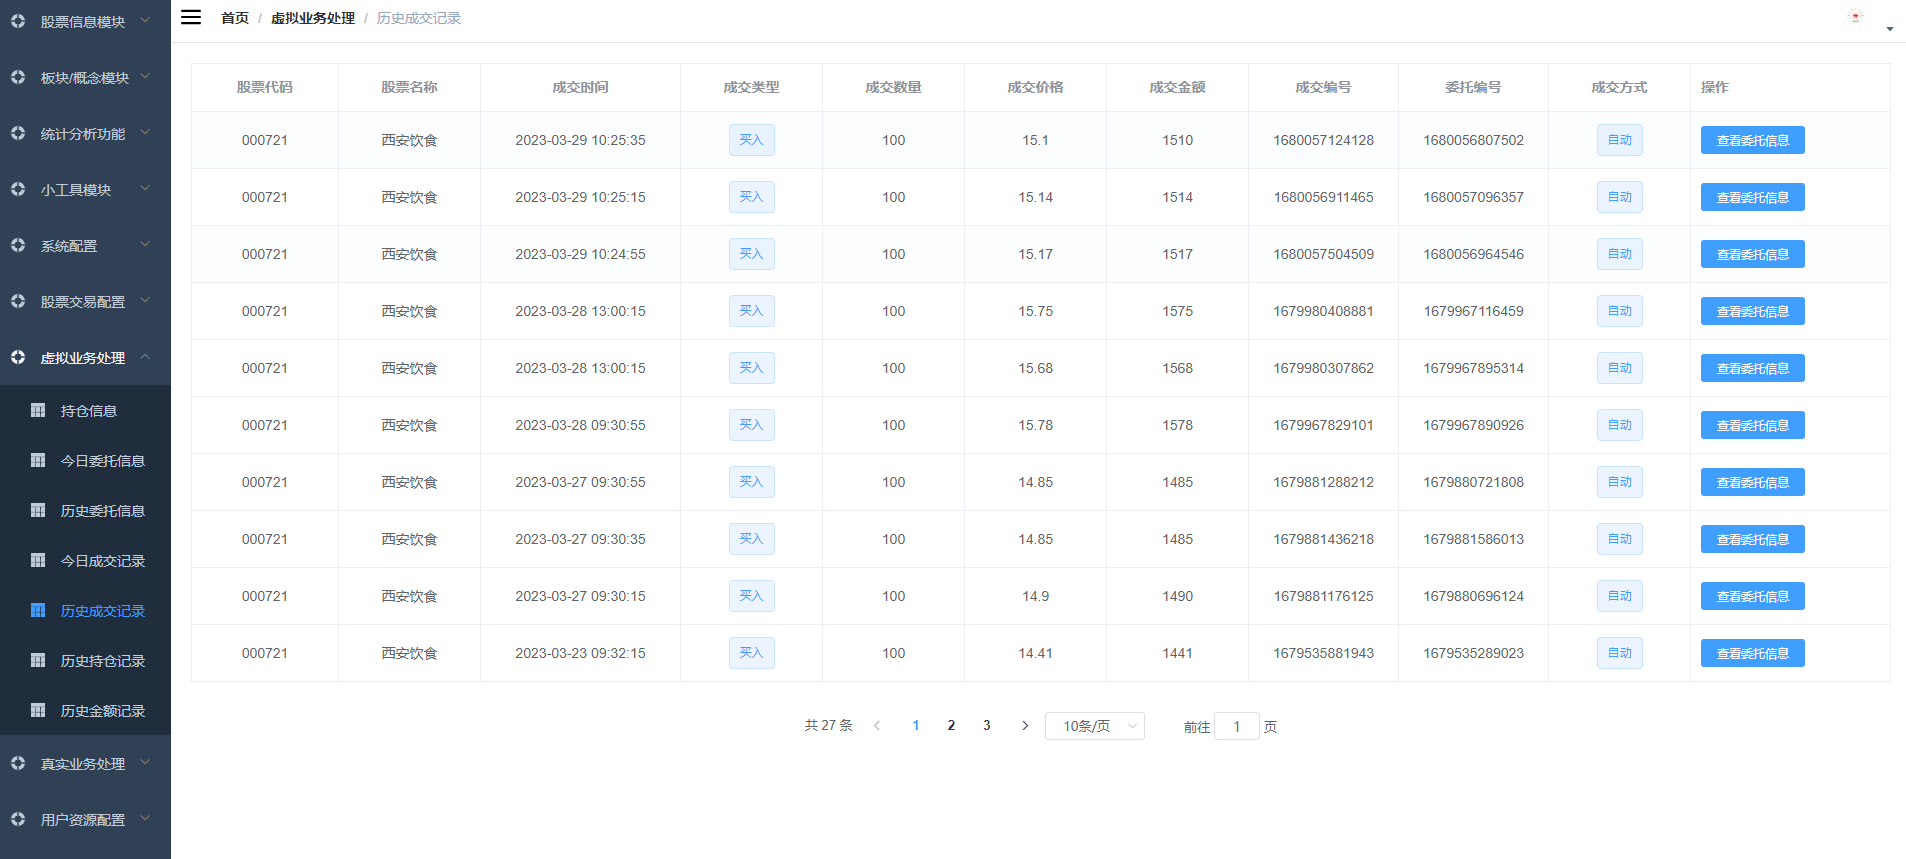 首页 / 虚拟业务处理 / 历史成交记录
股票信息模块
板块/概念模块
统计分析功能
小工具模块
系统配置
股票交易配置
虚拟业务处理
持仓信息
今日委托信息
历史委托信息
今日成交记录
历史成交记录
历史持仓记录
历史金额记录
真实业务处理
用户资源配置
股票代码 股票名称 成交时间 成交类型 成交数量 成交价格 成交金额 成交编号 委托编号 成交方式 操作
000721 西安饮食 2023-03-29 10:25:35 买入 100 15.1 1510 1680057124128 1680056807502 自动 查看委托信息
000721 西安饮食 2023-03-29 10:25:15 买入 100 15.14 1514 1680056911465 1680057096357 自动 查看委托信息
000721 西安饮食 2023-03-29 10:24:55 买入 100 15.17 1517 1680057504509 1680056964546 自动 查看委托信息
000721 西安饮食 2023-03-28 13:00:15 买入 100 15.75 1575 1679980408881 1679967116459 自动 查看委托信息
000721 西安饮食 2023-03-28 13:00:15 买入 100 15.68 1568 1679980307862 1679967895314 自动 查看委托信息
000721 西安饮食 2023-03-28 09:30:55 买入 100 15.78 1578 1679967829101 1679967890926 自动 查看委托信息
000721 西安饮食 2023-03-27 09:30:55 买入 100 14.85 1485 1679881288212 1679880721808 自动 查看委托信息
000721 西安饮食 2023-03-27 09:30:35 买入 100 14.85 1485 1679881436218 1679881586013 自动 查看委托信息
000721 西安饮食 2023-03-27 09:30:15 买入 100 14.9 1490 1679881176125 1679880696124 自动 查看委托信息
000721 西安饮食 2023-03-23 09:32:15 买入 100 14.41 1441 1679535881943 1679535289023 自动 查看委托信息
共 27 条 1 2 3 10条/页 前往 1 页